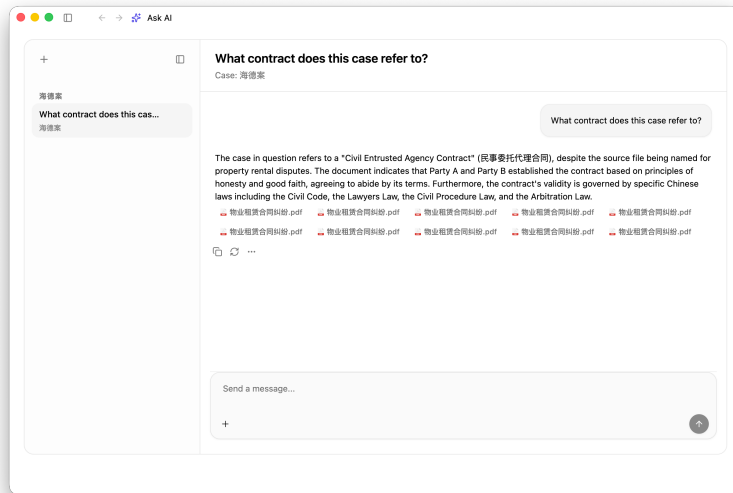 Ask AI
What contract does this case refer to?
Case: 海德案
海德案
What contract does this cas...
海德案
What contract does this case refer to?
The case in question refers to a "Civil Entrusted Agency Contract" (民事委托代理合同), despite the source file being named for
property rental disputes. The document indicates that Party A and Party B established the contract based on principles of
honesty and good faith, agreeing to abide by its terms. Furthermore, the contract's validity is governed by specific Chinese
laws including the Civil Code, the Lawyers Law, the Civil Procedure Law, and the Arbitration Law.
物业租赁合同纠纷.pdf 物业租赁合同纠纷.pdf 物业租赁合同纠纷.pdf 物业租赁合同纠纷.pdf 物业租赁合同纠纷.pdf
物业租赁合同纠纷.pdf 物业租赁合同纠纷.pdf 物业租赁合同纠纷.pdf 物业租赁合同纠纷.pdf 物业租赁合同纠纷.pdf
Send a message...